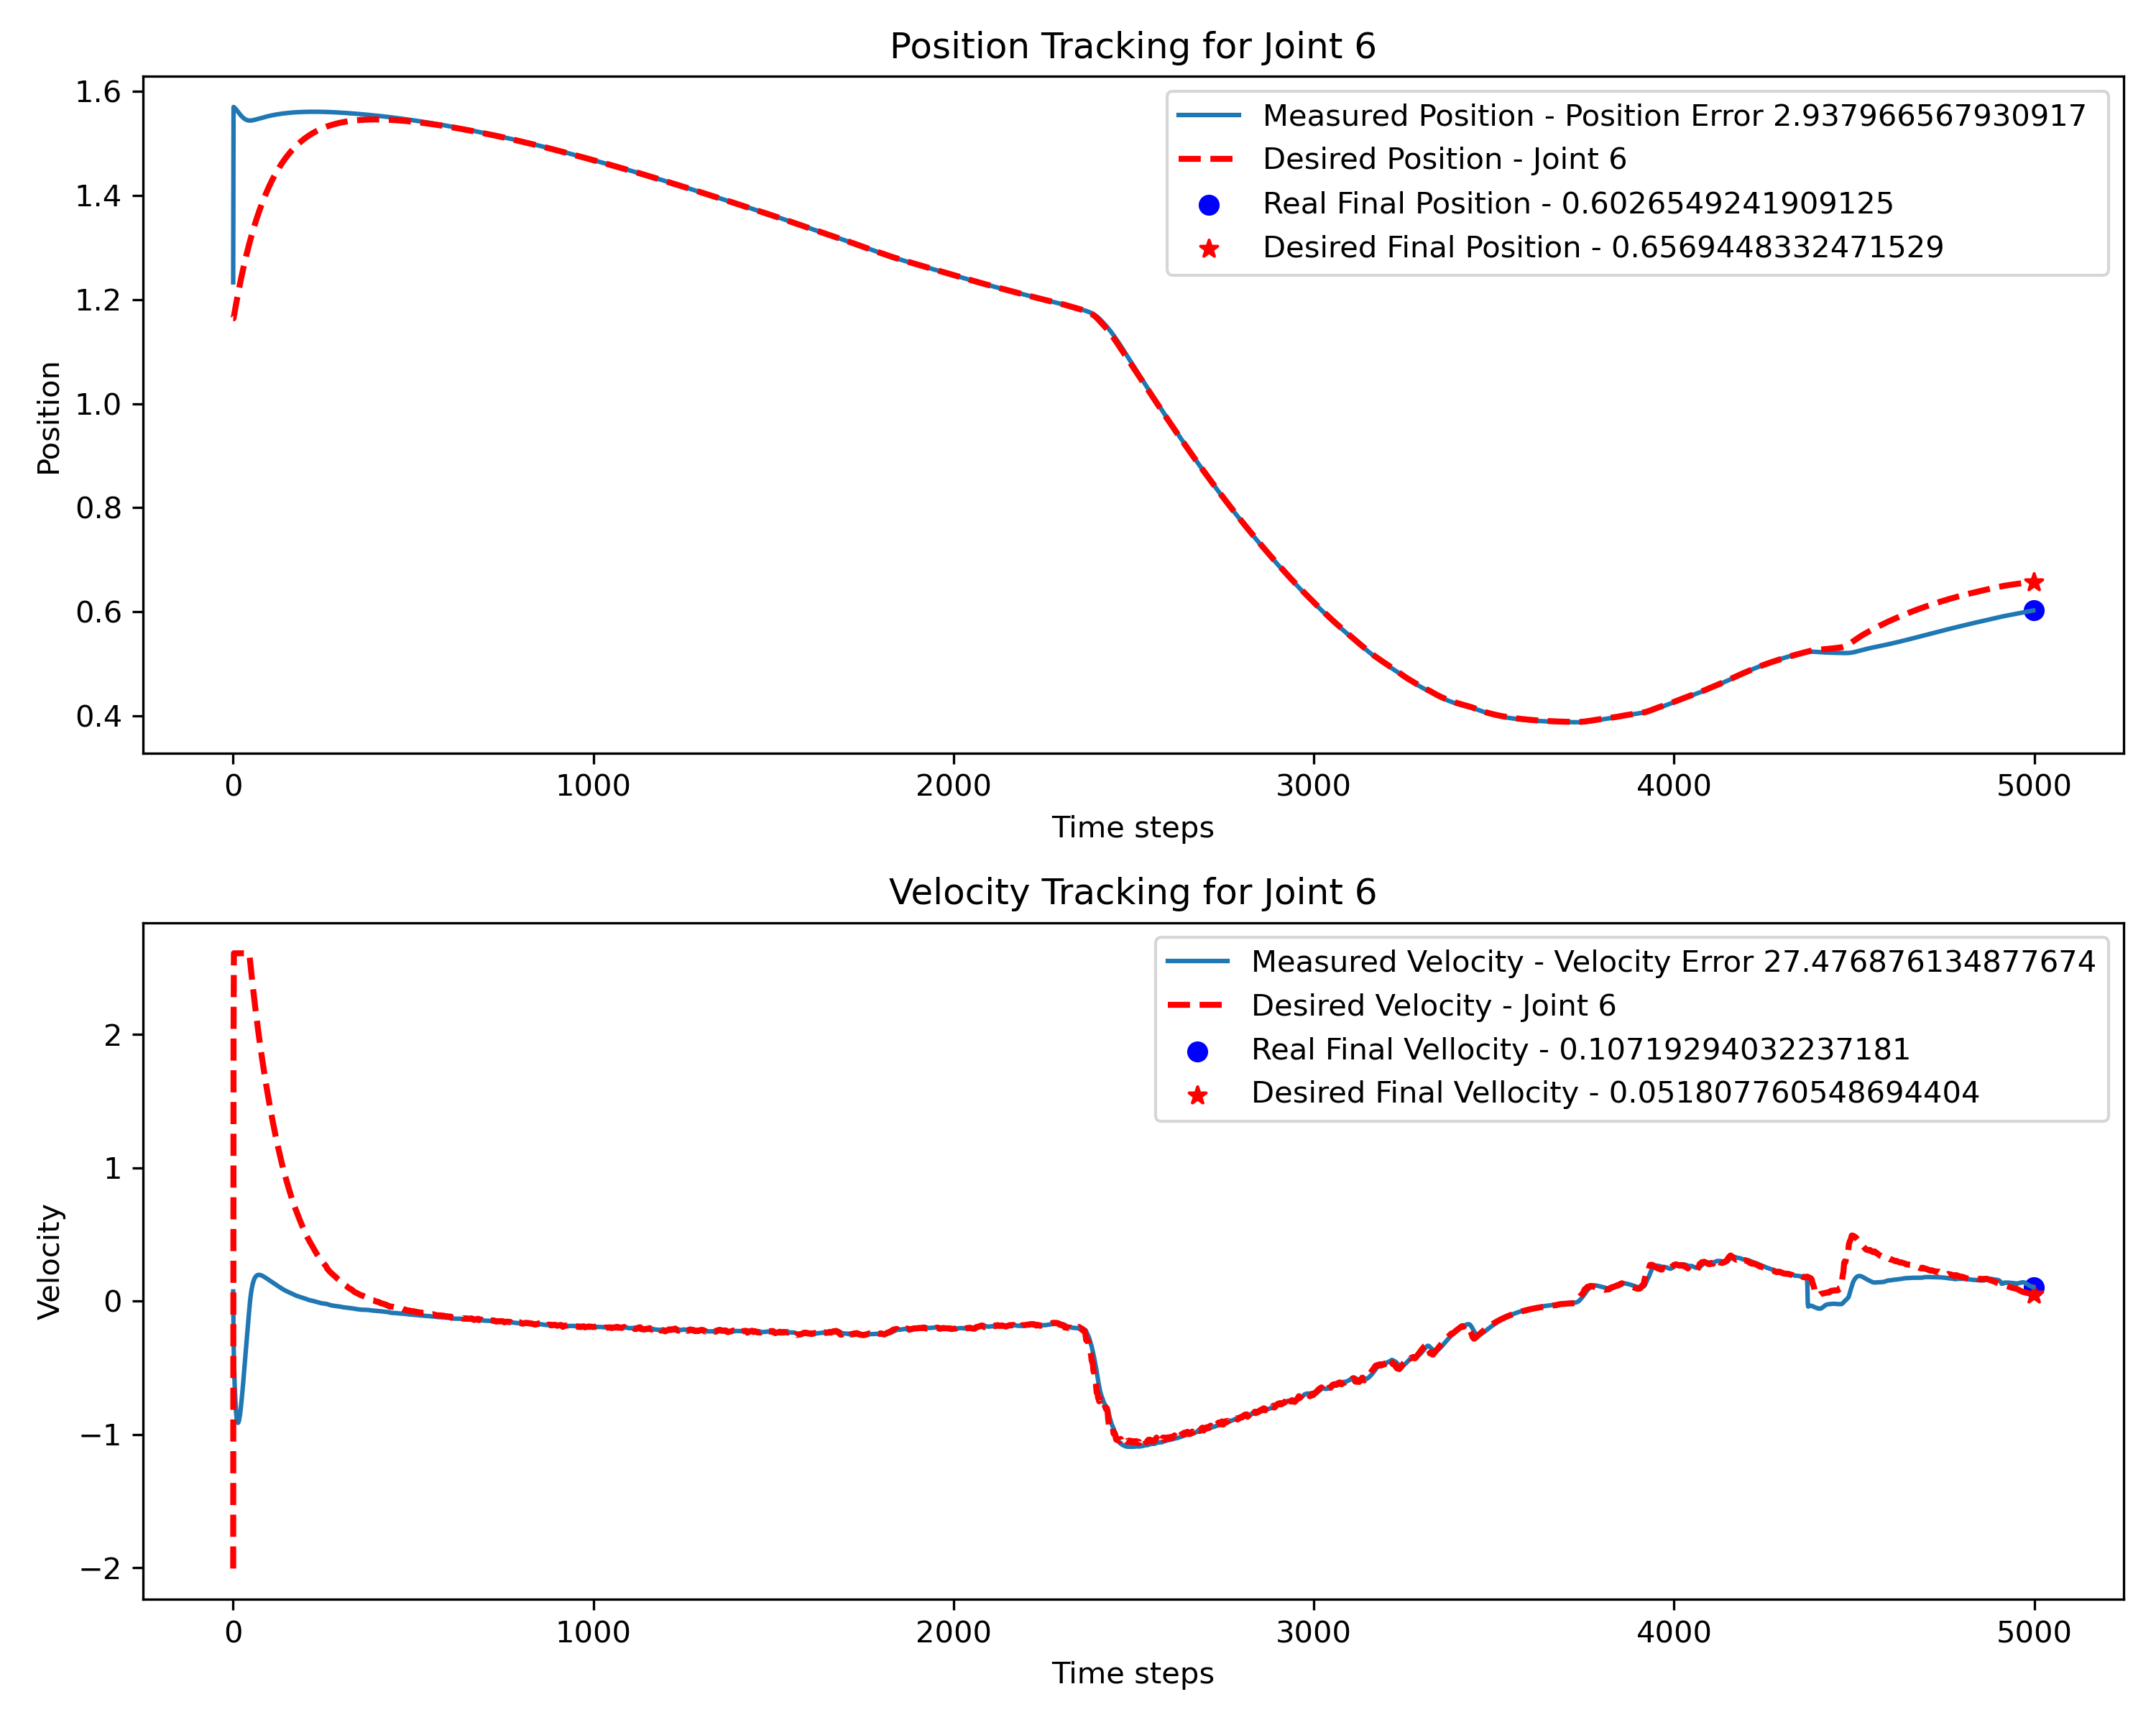 Position Tracking for Joint 6
1.6
1.4
1.2
1.0
0.8
0.6
0.4
Position
Measured Position - Position Error 2.937966567930917
Desired Position - Joint 6
Real Final Position - 0.6026549241909125
Desired Final Position - 0.6569448332471529
0 1000 2000 3000 4000 5000
Time steps
Velocity Tracking for Joint 6
2
1
0
−1
−2
Velocity
Measured Velocity - Velocity Error 27.476876134877674
Desired Velocity - Joint 6
Real Final Vellocity - 0.10719294032237181
Desired Final Vellocity - 0.051807760548694404
0 1000 2000 3000 4000 5000
Time steps